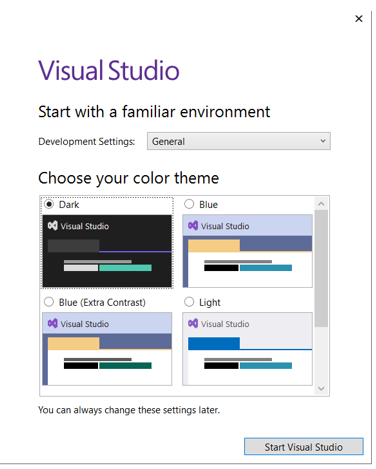 Visual Studio
Start with a familiar environment
Development Settings: General
Choose your color theme
Dark Blue
Visual Studio Visual Studio
Blue (Extra Contrast) Light
Visual Studio Visual Studio
You can always change these settings later.
Start Visual Studio